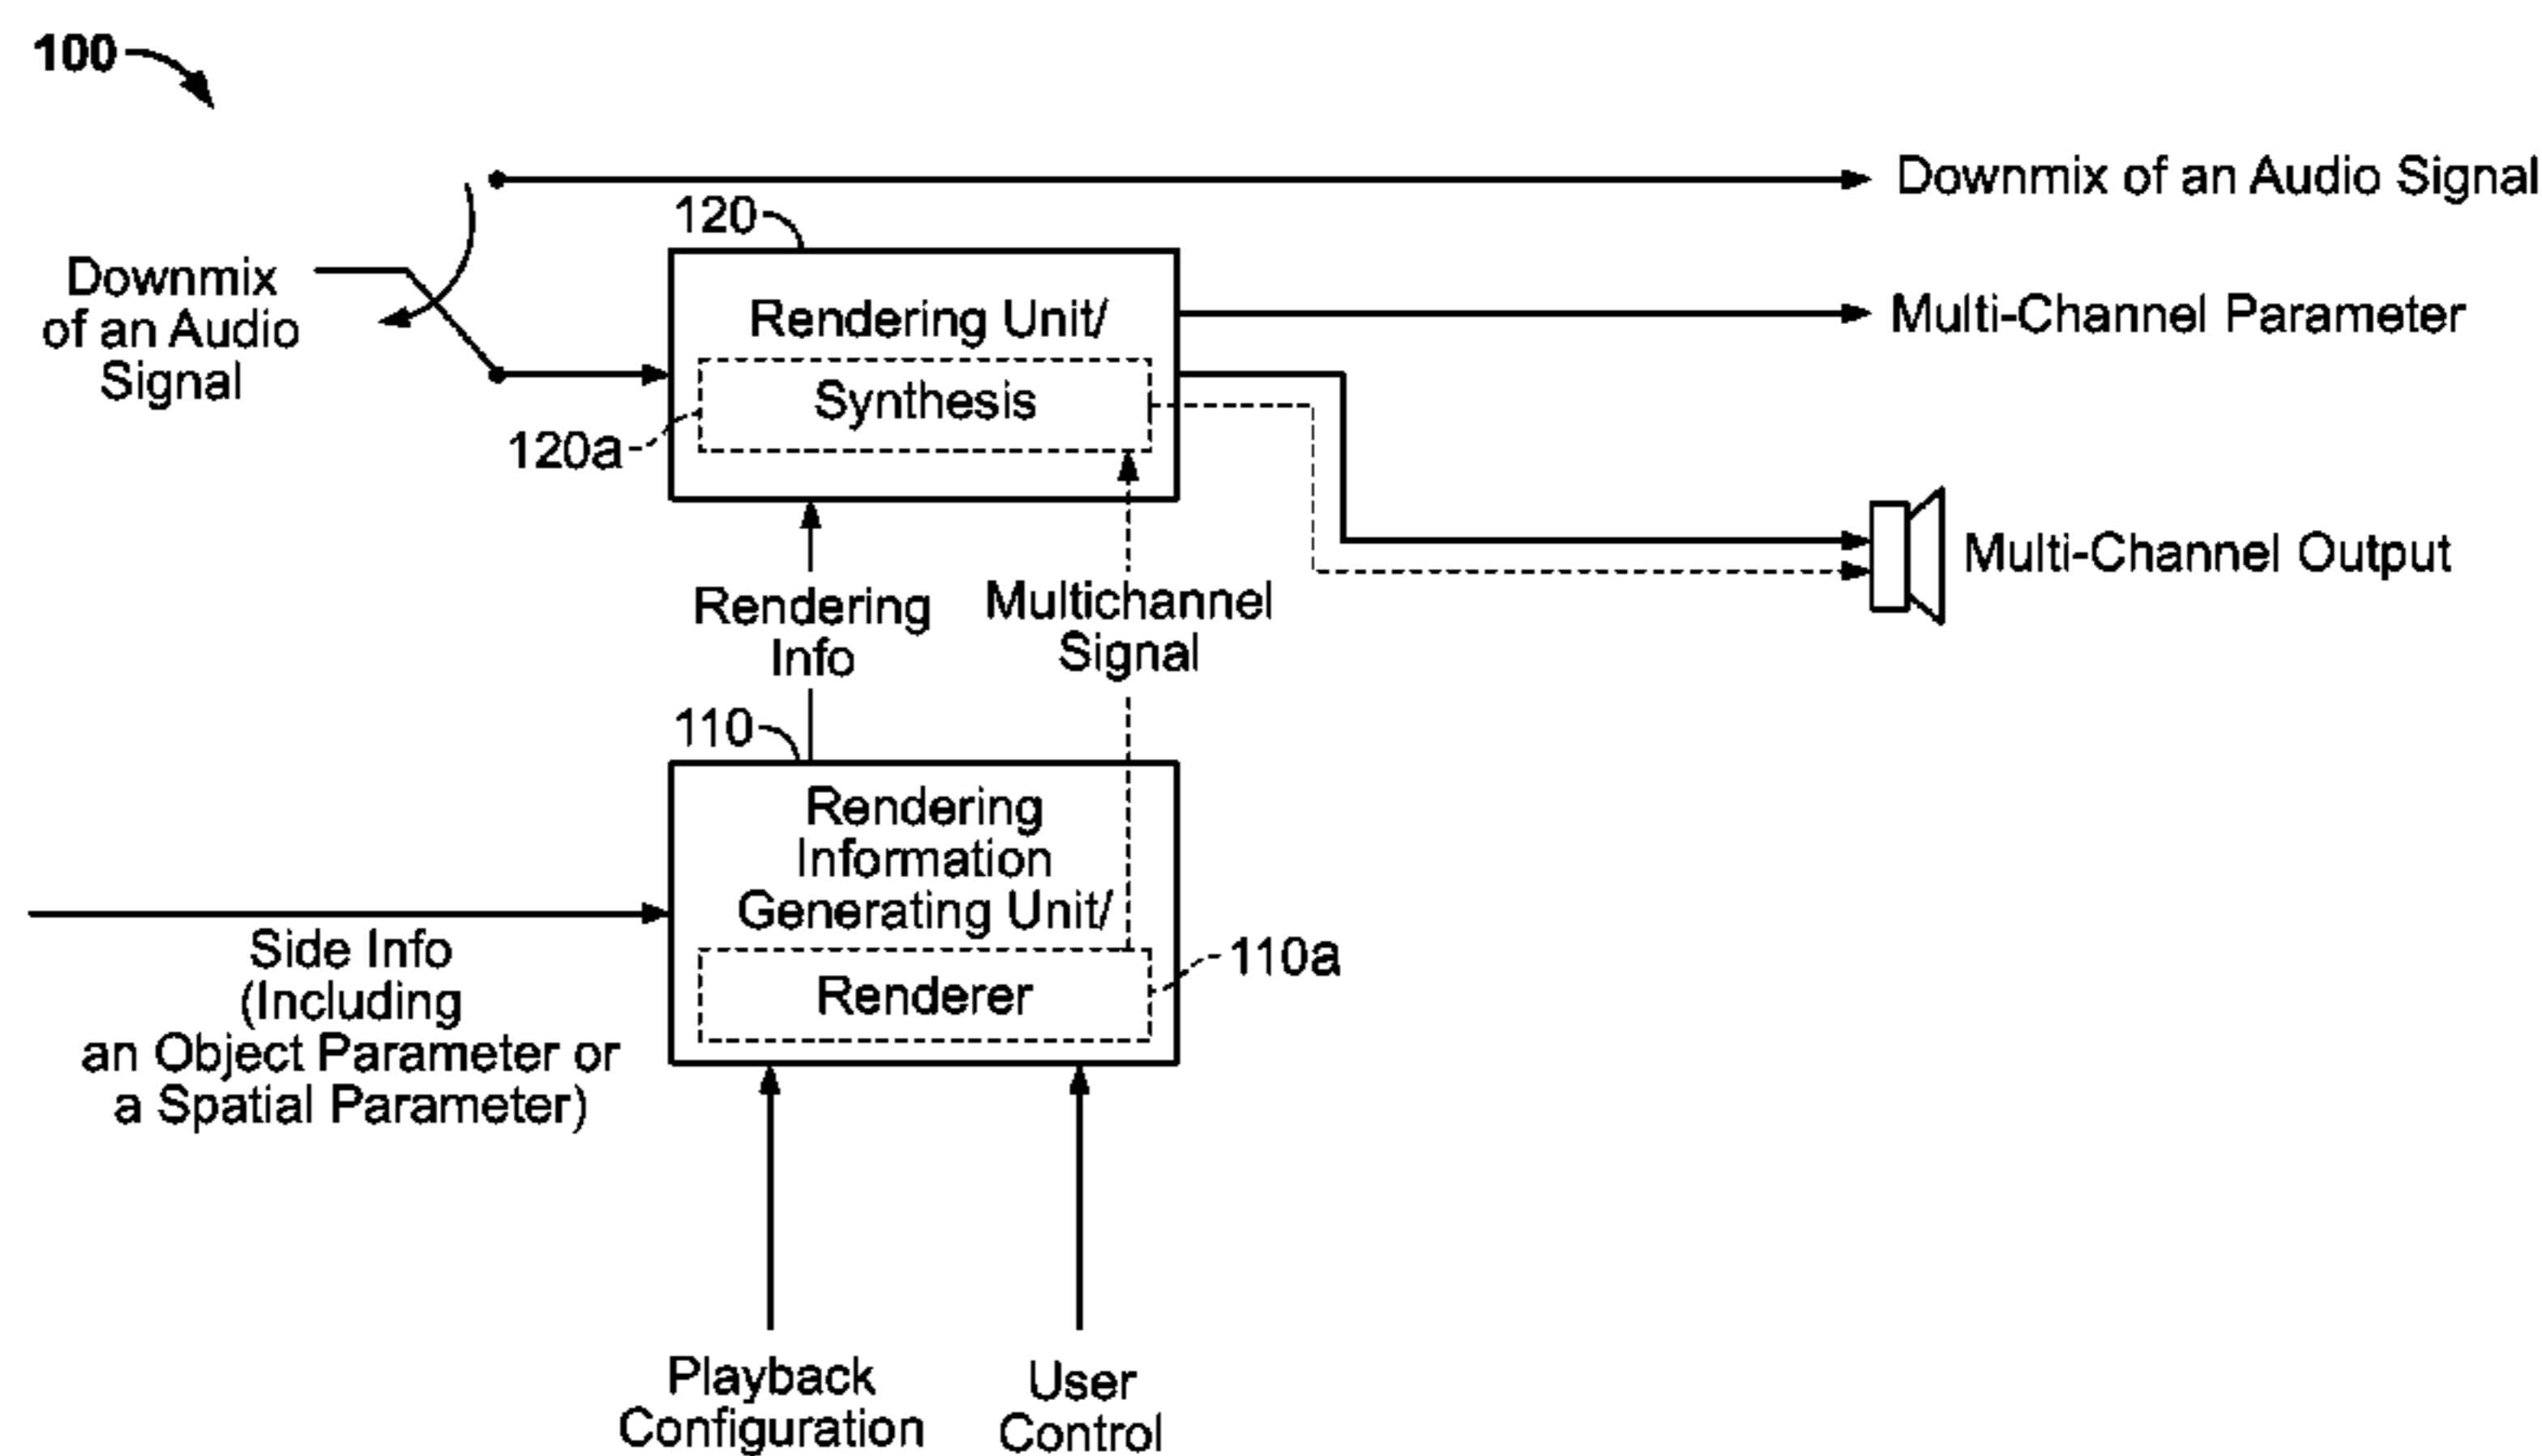 100
Downmix of an Audio Signal
120
Downmix
of an Audio
Signal
Rendering Unit/
Multi-Channel Parameter
Synthesis
120a
Multi-Channel Output
Rendering
Info
Multichannel
Signal
110
Rendering
Information
Generating Unit/
Side Info
(Including
an Object Parameter or
a Spatial Parameter)
Renderer
110a
Playback
Configuration
User
Control